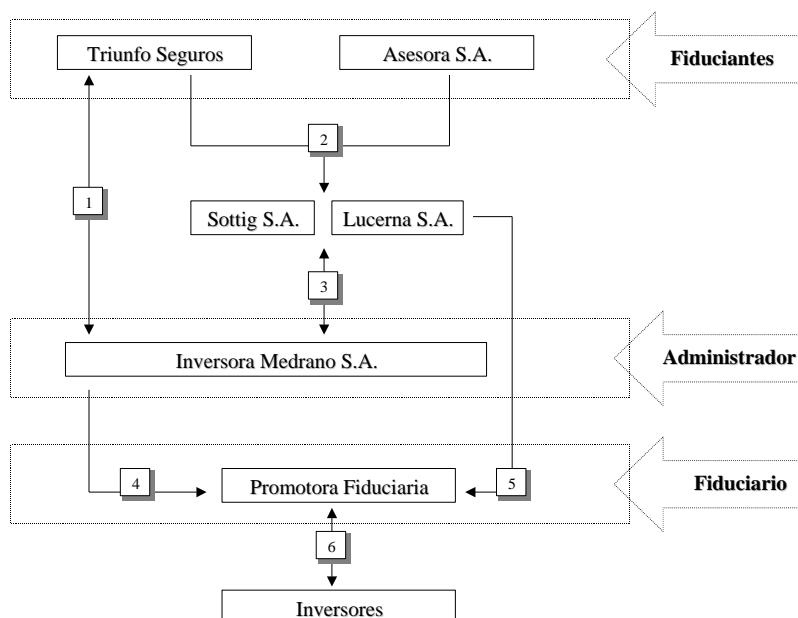 Triunfo Seguros
Asesora S.A.
Fiduciantes
2
1
Sottig S.A.
Lucerna S.A.
3
Inversora Medrano S.A.
Administrador
4
Promotora Fiduciaria
5
Fiduciario
6
Inversores